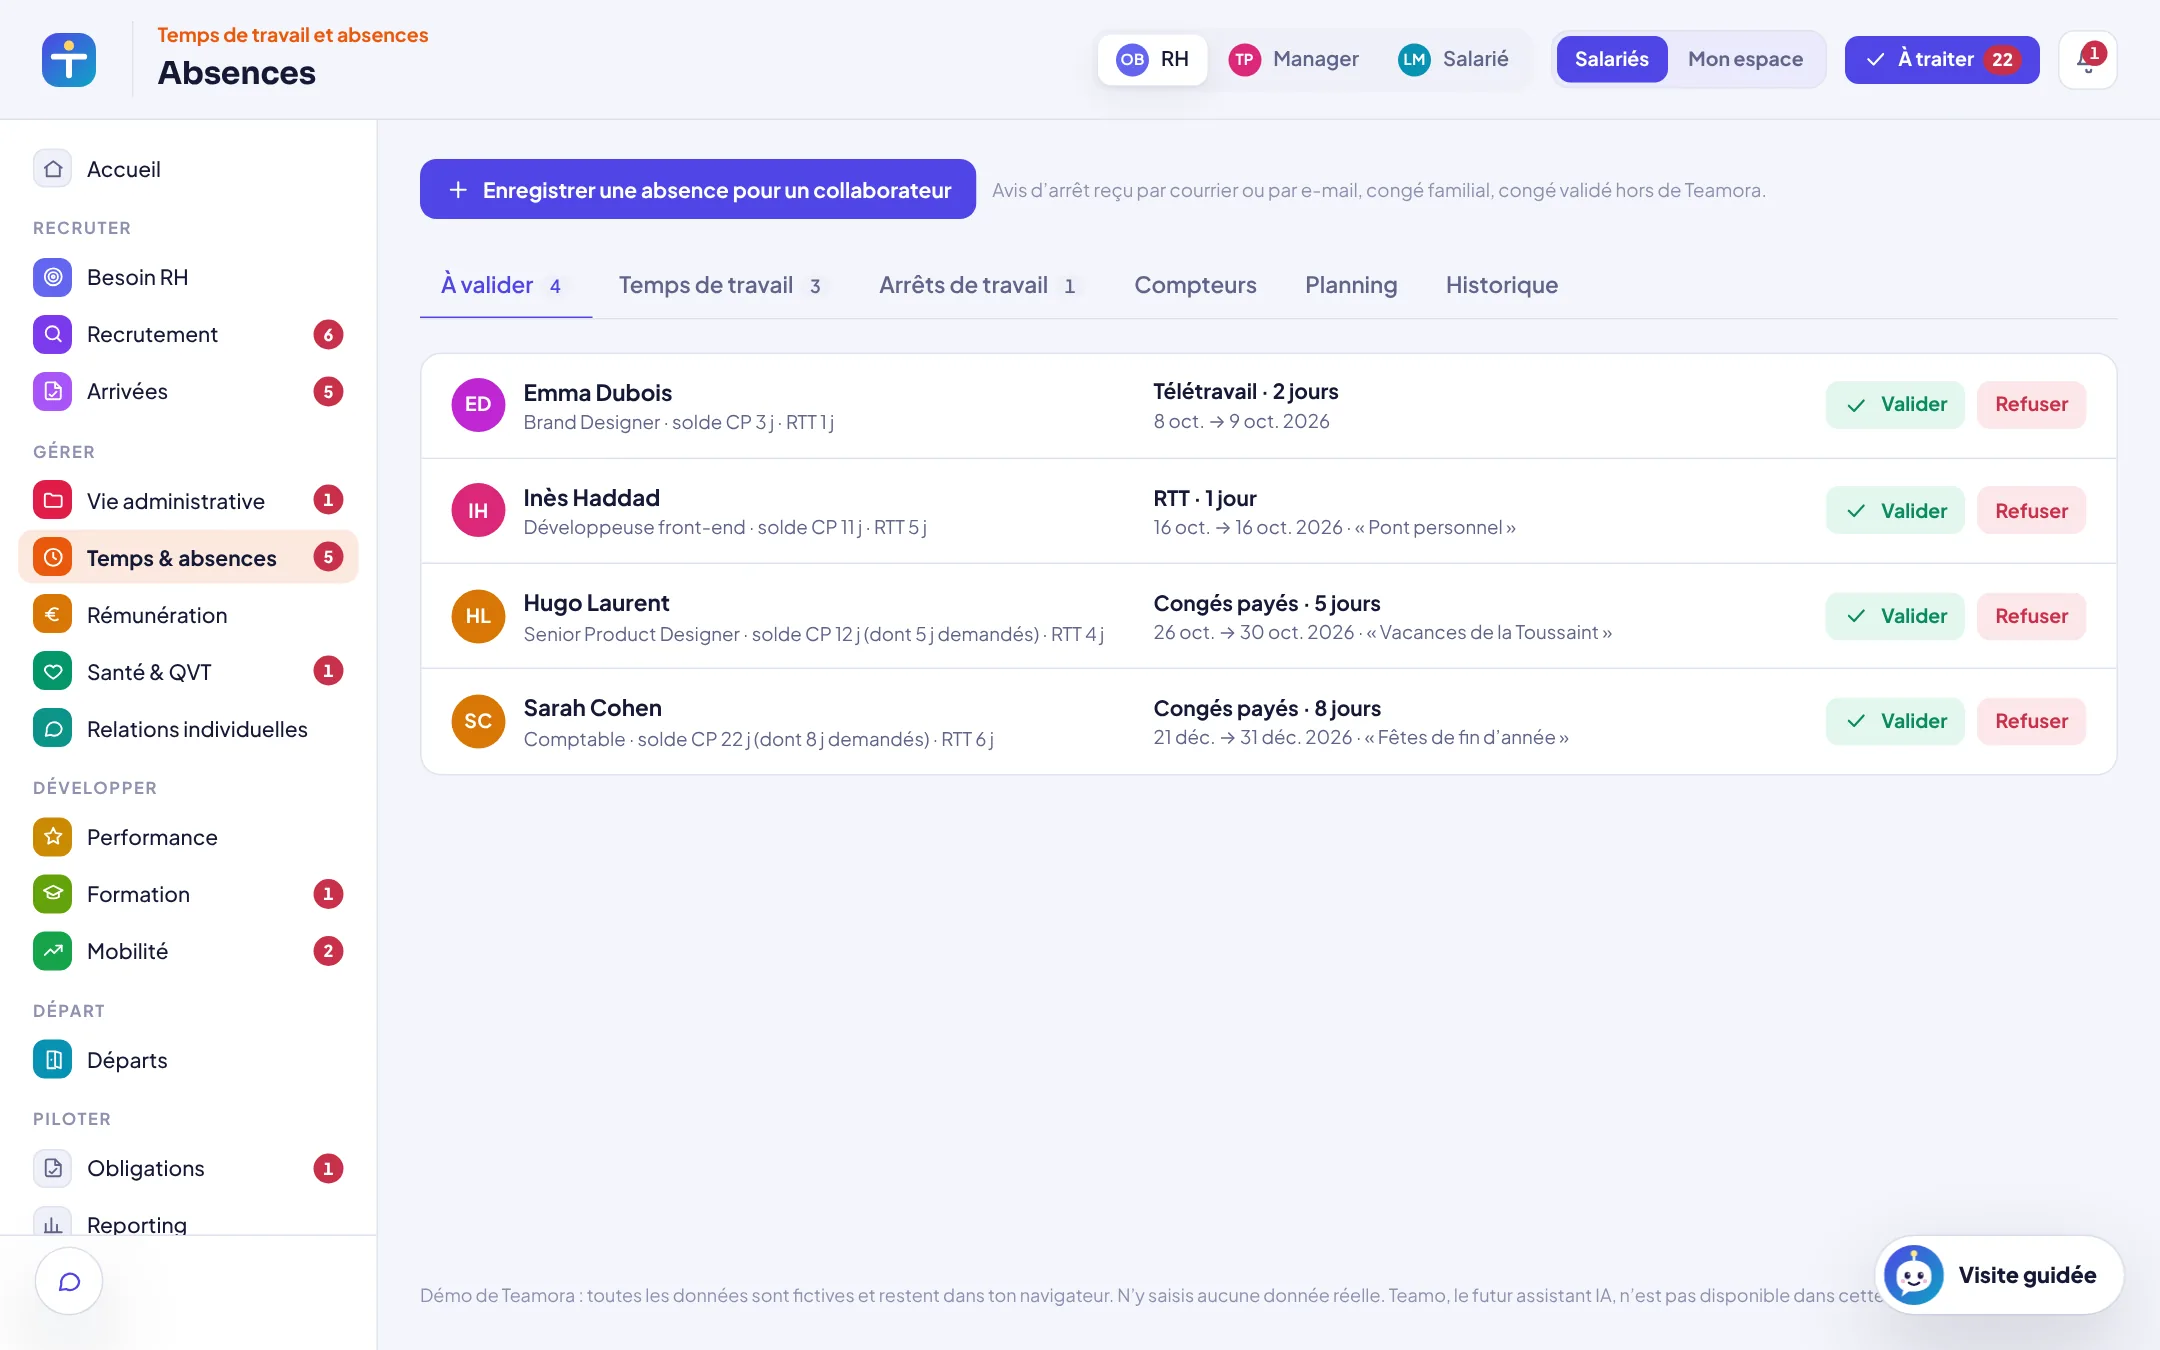 Temps de travail et absences
Absences
OB RH
TP Manager
LM Salarié
Salariés
Mon espace
À traiter 22
1
Accueil
RECRUTER
Besoin RH
Recrutement 6
Arrivées 5
GÉRER
Vie administrative 1
Temps & absences 5
Rémunération
Santé & QVT 1
Relations individuelles
DÉVELOPPER
Performance
Formation 1
Mobilité 2
DÉPART
Départs
PILOTER
Obligations 1
Reporting
+ Enregistrer une absence pour un collaborateur
Avis d'arrêt reçu par courrier ou par e-mail, congé familial, congé validé hors de Teamora.
À valider 4
Temps de travail 3
Arrêts de travail 1
Compteurs
Planning
Historique
ED
Emma Dubois
Brand Designer · solde CP 3 j · RTT 1 j
Télétravail · 2 jours
8 oct. → 9 oct. 2026
Valider
Refuser
IH
Inès Haddad
Développeuse front-end · solde CP 11 j · RTT 5 j
RTT · 1 jour
16 oct. → 16 oct. 2026 · « Pont personnel »
Valider
Refuser
HL
Hugo Laurent
Senior Product Designer · solde CP 12 j (dont 5 j demandés) · RTT 4 j
Congés payés · 5 jours
26 oct. → 30 oct. 2026 · « Vacances de la Toussaint »
Valider
Refuser
SC
Sarah Cohen
Comptable · solde CP 22 j (dont 8 j demandés) · RTT 6 j
Congés payés · 8 jours
21 déc. → 31 déc. 2026 · « Fêtes de fin d'année »
Valider
Refuser
Démo de Teamora : toutes les données sont fictives et restent dans ton navigateur. N'y saisis aucune donnée réelle. Teamo, le futur assistant IA, n'est pas disponible dans cette
Visite guidée